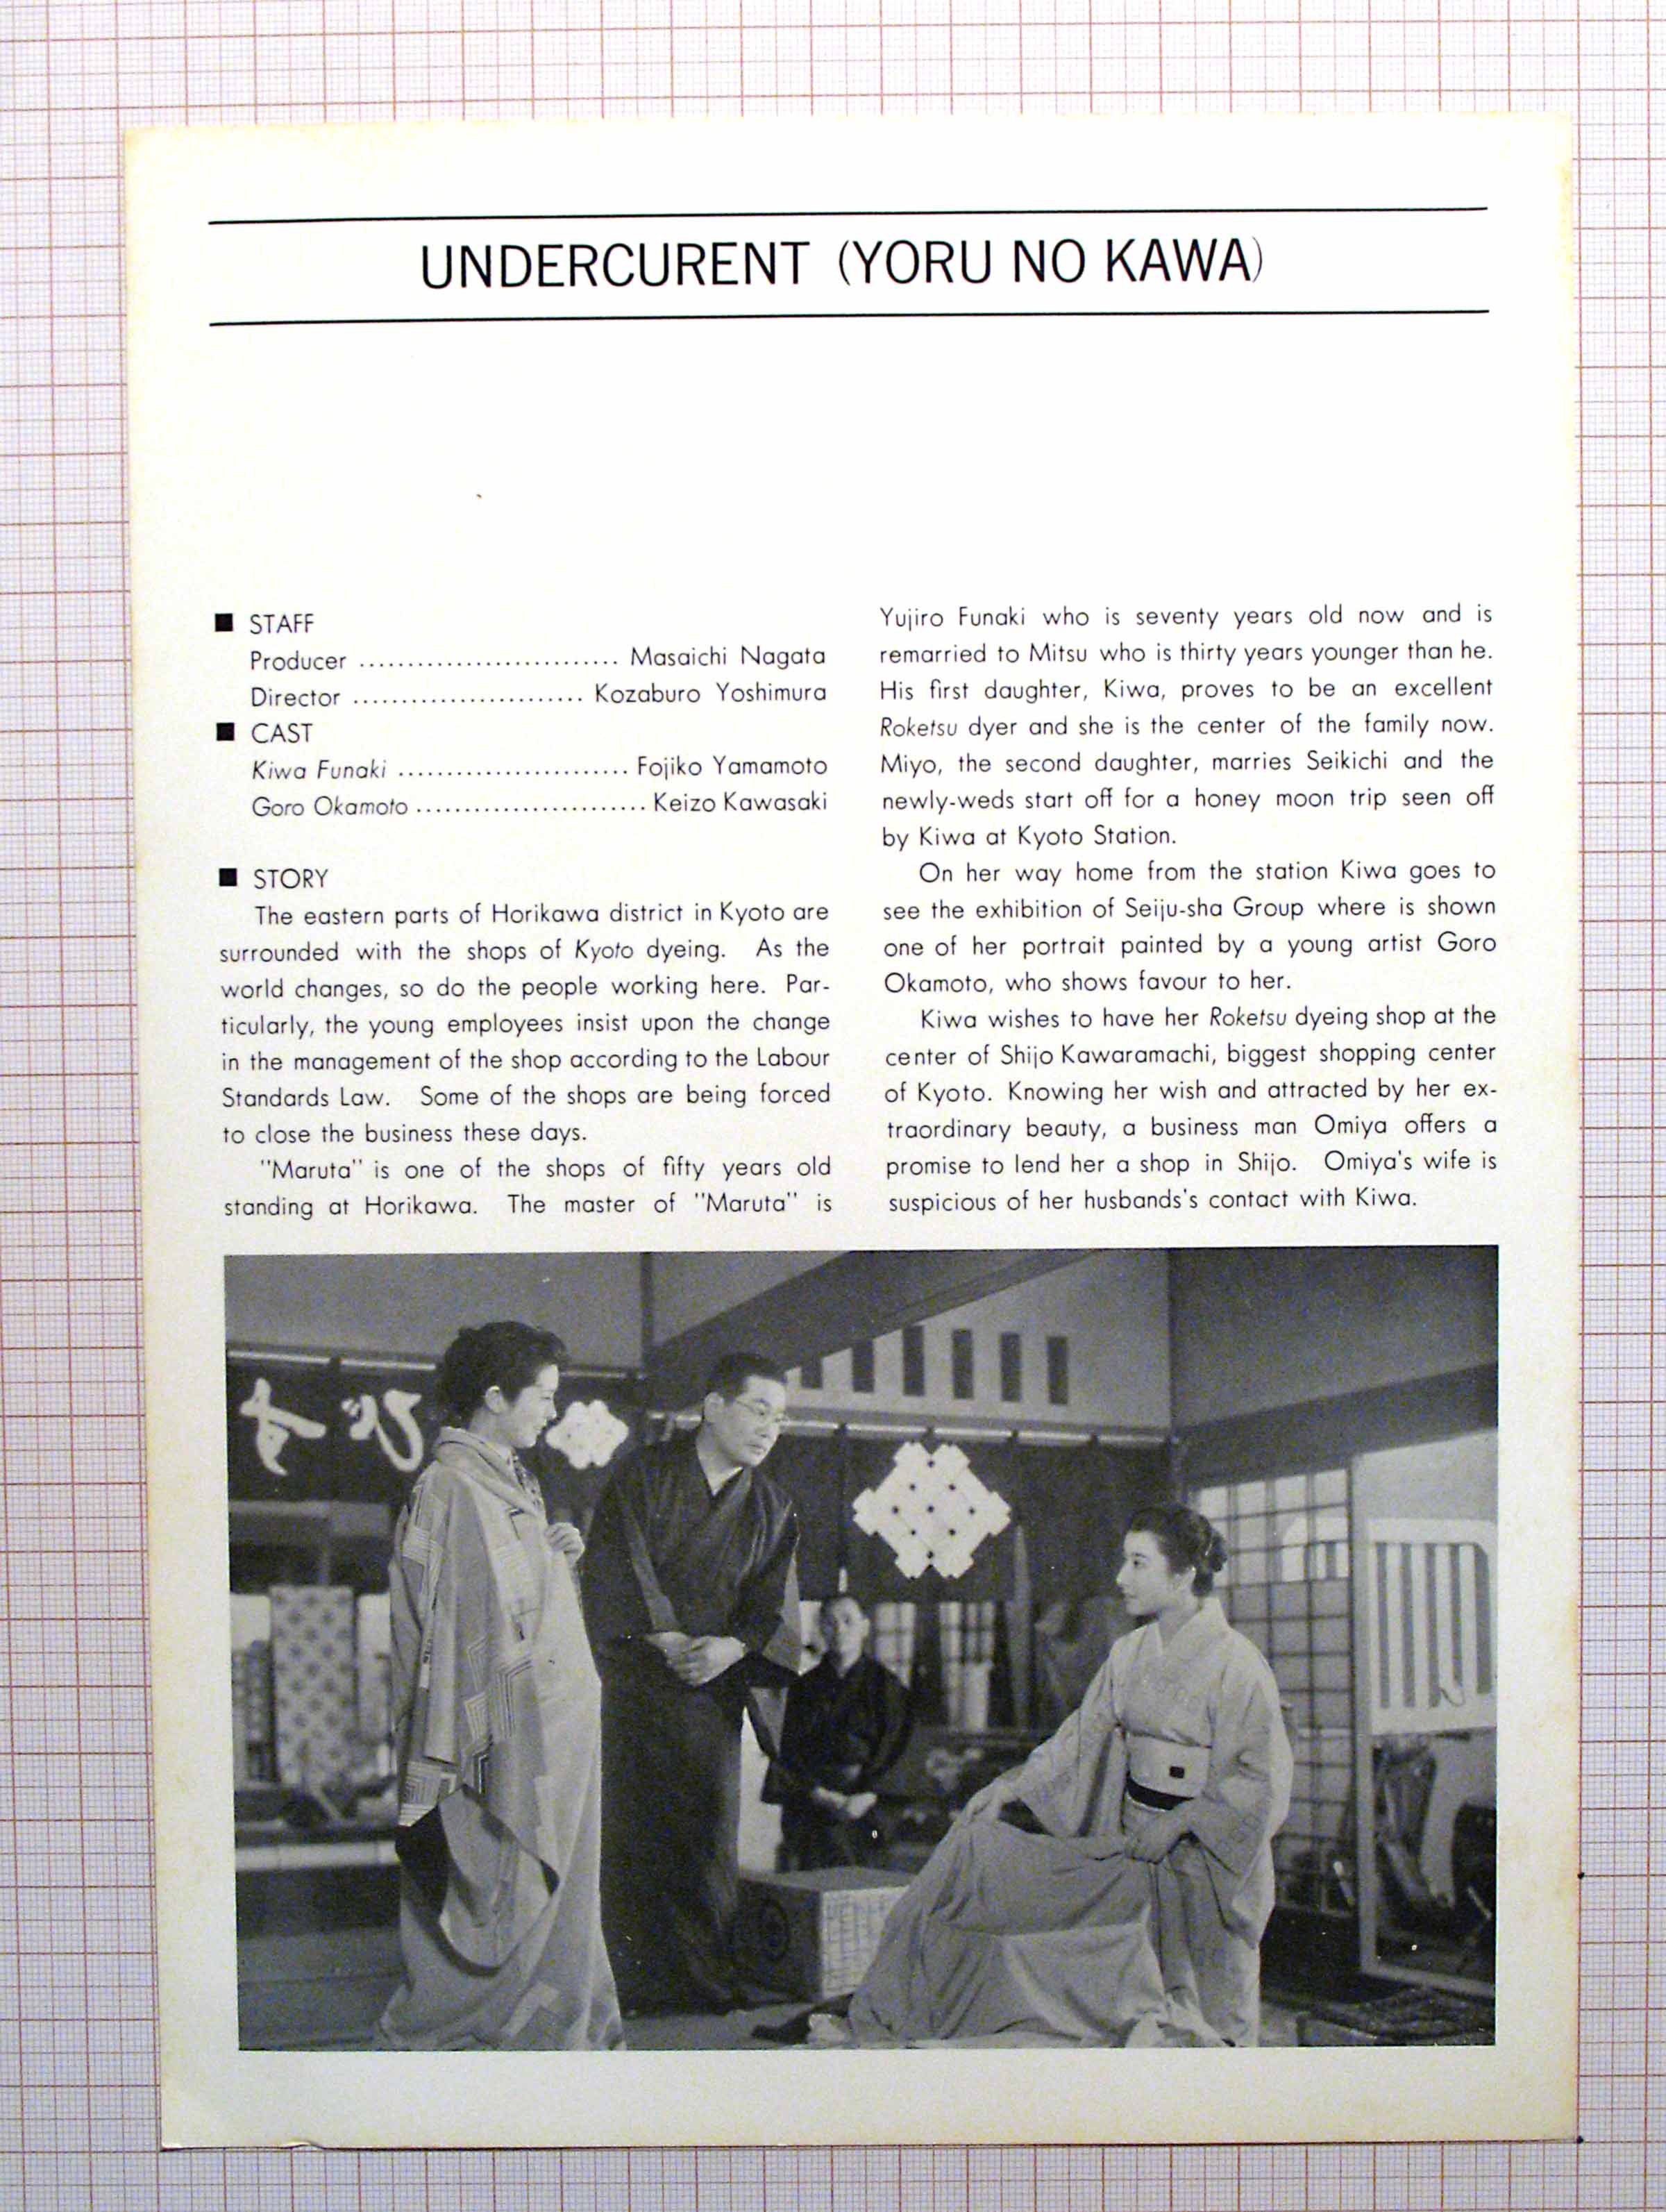 UNDERCURENT (YORU NO KAWA)
■ STAFF
Producer ........................... Masaichi Nagata
Director ........................ Kozaburo Yoshimura
■ CAST
Kiwa Funaki ........................ Fojiko Yamamoto
Goro Okamoto ........................ Keizo Kawasaki
■ STORY
The eastern parts of Horikawa district in Kyoto are
surrounded with the shops of Kyoto dyeing. As the
world changes, so do the people working here. Par-
ticularly, the young employees insist upon the change
in the management of the shop according to the Labour
Standards Law. Some of the shops are being forced
to close the business these days.
"Maruta" is one of the shops of fifty years old
standing at Horikawa. The master of "Maruta" is
Yujiro Funaki who is seventy years old now and is
remarried to Mitsu who is thirty years younger than he.
His first daughter, Kiwa, proves to be an excellent
Roketsu dyer and she is the center of the family now.
Miyo, the second daughter, marries Seikichi and the
newly-weds start off for a honey moon trip seen off
by Kiwa at Kyoto Station.
On her way home from the station Kiwa goes to
see the exhibition of Seiju-sha Group where is shown
one of her portrait painted by a young artist Goro
Okamoto, who shows favour to her.
Kiwa wishes to have her Roketsu dyeing shop at the
center of Shijo Kawaramachi, biggest shopping center
of Kyoto. Knowing her wish and attracted by her ex-
traordinary beauty, a business man Omiya offers a
promise to lend her a shop in Shijo. Omiya's wife is
suspicious of her husbands's contact with Kiwa.